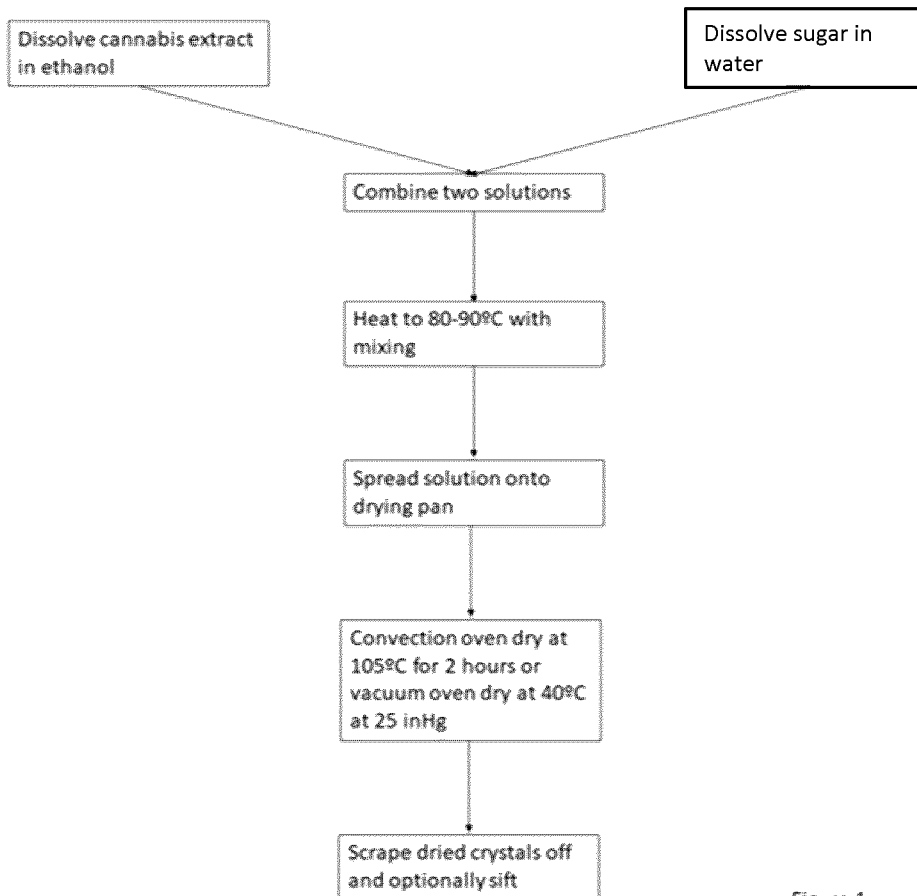 Dissolve cannabis extract
in ethanol
Dissolve sugar in
water
Combine two solutions
Heat to 80-90ºC with
mixing
Spread solution onto
drying pan
Convection oven dry at
105ºC for 2 hours or
vacuum oven dry at 40ºC
at 25 inHg
Scrape dried crystals off
and optionally sift
Figure 1